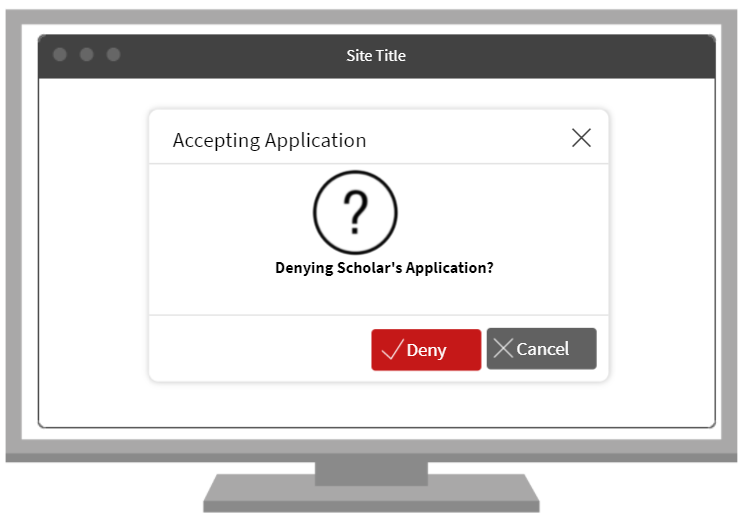 Site Title
Accepting Application
?
Denying Scholar's Application?
Deny
Cancel